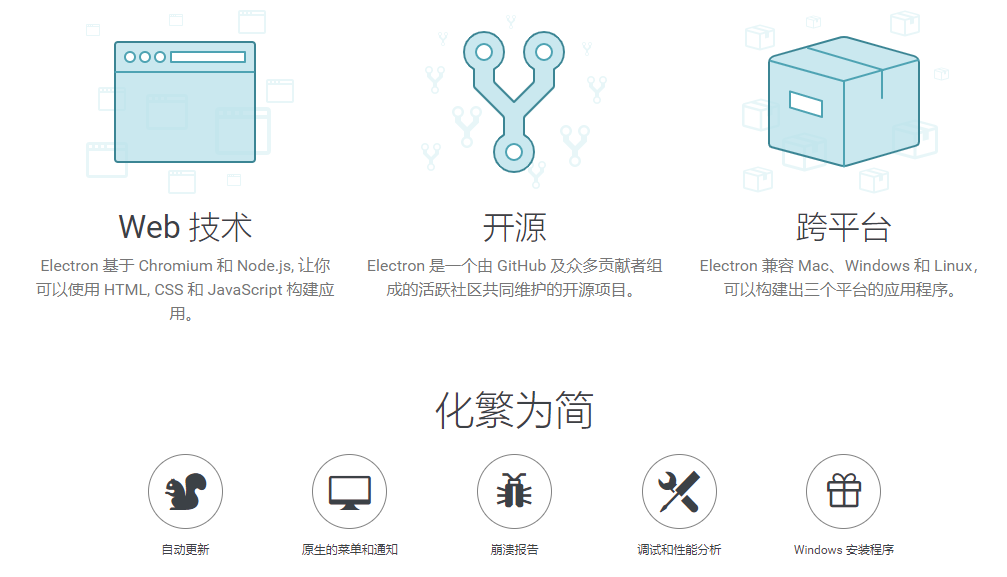 Web 技术
Electron 基于 Chromium 和 Node.js, 让你
可以使用 HTML, CSS 和 JavaScript 构建应
用。
开源
Electron 是一个由 GitHub 及众多贡献者组
成的活跃社区共同维护的开源项目。
跨平台
Electron 兼容 Mac、Windows 和 Linux，
可以构建出三个平台的应用程序。
化繁为简
自动更新
原生的菜单和通知
崩溃报告
调试和性能分析
Windows 安装程序